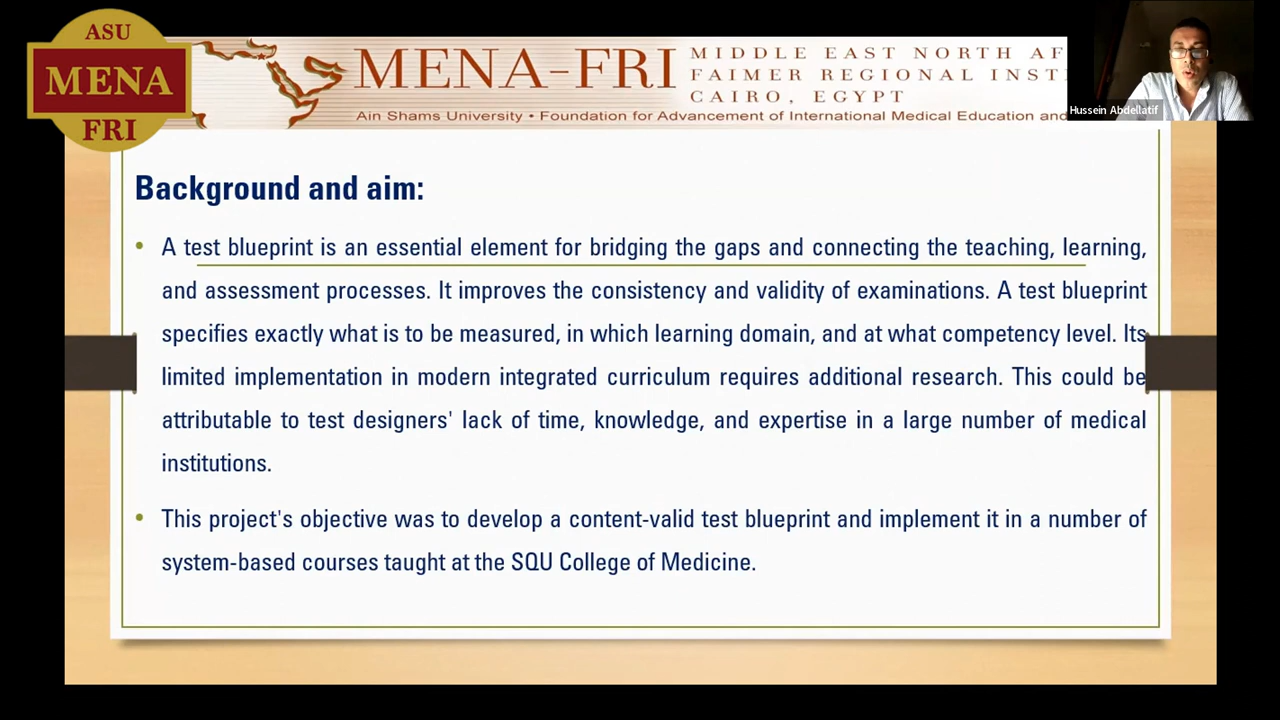 ASU
MENA
FRI
MENA-FRI
MIDDLE EAST NORTH AF
FAIMER REGIONAL INST
CAIRO, EGYPT
Ain Shams University • Foundation for Advancement of International Medical Education and
Hussein Abdellatif
Background and aim:
• A test blueprint is an essential element for bridging the gaps and connecting the teaching, learning,
and assessment processes. It improves the consistency and validity of examinations. A test blueprint
specifies exactly what is to be measured, in which learning domain, and at what competency level. Its
limited implementation in modern integrated curriculum requires additional research. This could be
attributable to test designers' lack of time, knowledge, and expertise in a large number of medical
institutions.
• This project's objective was to develop a content-valid test blueprint and implement it in a number of
system-based courses taught at the SQU College of Medicine.